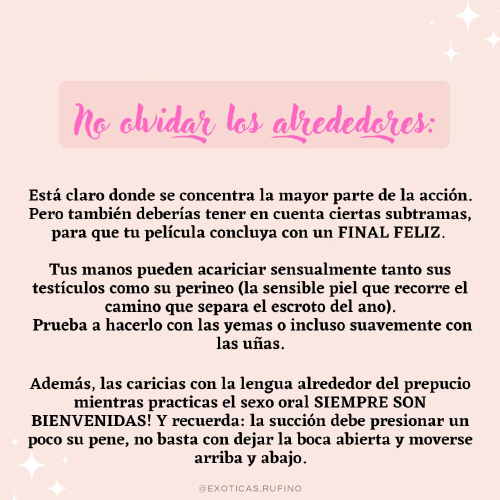 No olvidar los alrededores:
Está claro donde se concentra la mayor parte de la acción.
Pero también deberías tener en cuenta ciertas subtramas,
para que tu película concluya con un FINAL FELIZ.
Tus manos pueden acariciar sensualmente tanto sus
testículos como su perineo (la sensible piel que recorre el
camino que separa el escroto del ano).
Prueba a hacerlo con las yemas o incluso suavemente con
las uñas.
Además, las caricias con la lengua alrededor del prepucio
mientras practicas el sexo oral SIEMPRE SON
BIENVENIDAS! Y recuerda: la succión debe presionar un
poco su pene, no basta con dejar la boca abierta y moverse
arriba y abajo.
@EXOTICAS.RUFINO